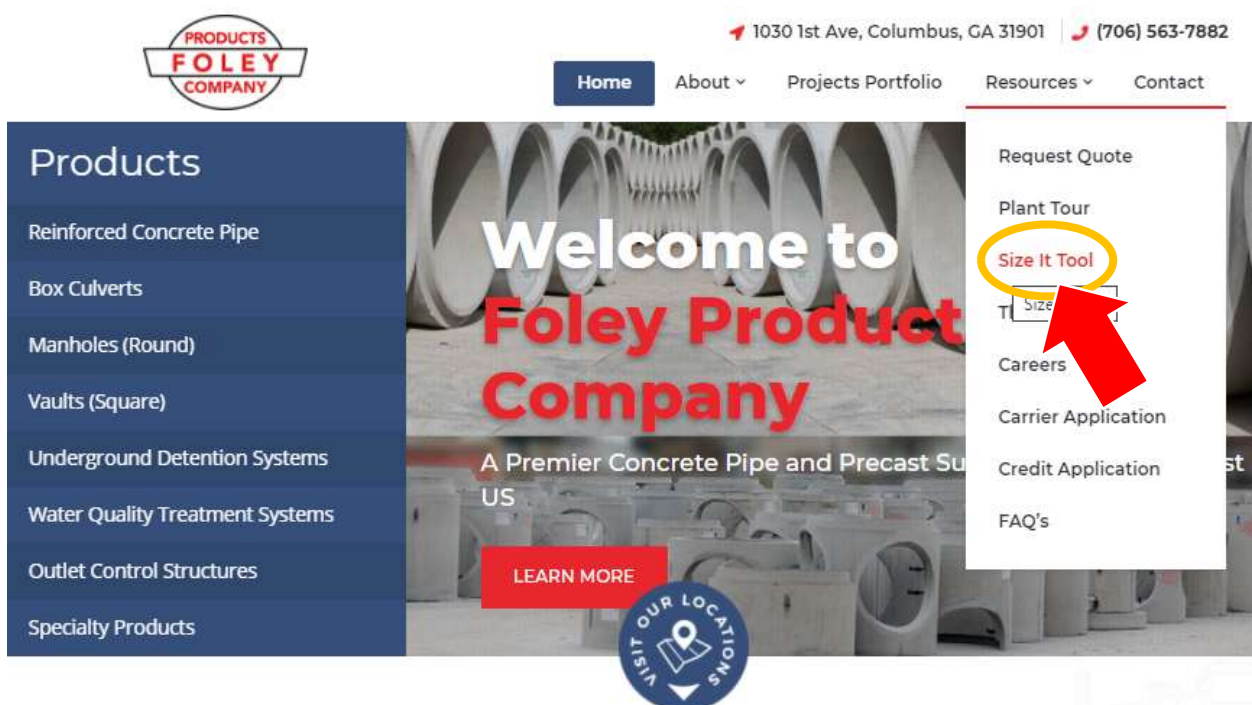 PRODUCTS
FOLEY
COMPANY
1030 1st Ave, Columbus, GA 31901
(706) 563-7882
Home
About
Projects Portfolio
Resources
Contact
Products
Reinforced Concrete Pipe
Box Culverts
Manholes (Round)
Vaults (Square)
Underground Detention Systems
Water Quality Treatment Systems
Outlet Control Structures
Specialty Products
Welcome to
Foley Product
Company
A Premier Concrete Pipe and Precast
US
LEARN MORE
VISIT OUR LOCATIONS
Request Quote
Plant Tour
Size It Tool
Size
Careers
Carrier Application
Credit Application
FAQ's